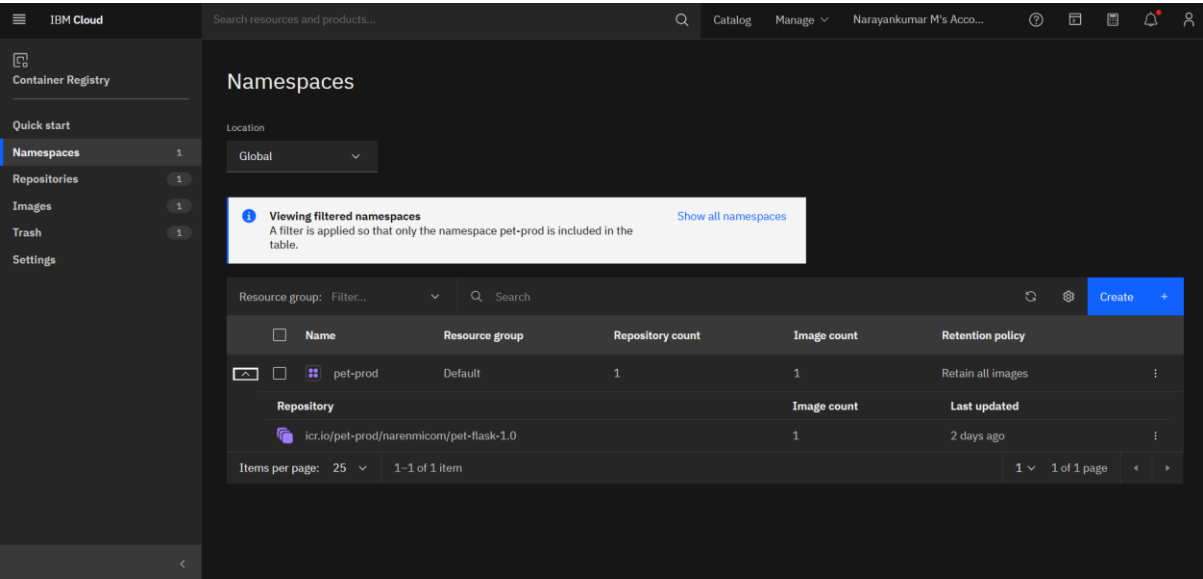 IBM Cloud
Search resources and products...
Catalog
Manage
Narayankumar M's Acco...
Container Registry
Quick start
Namespaces 1
Repositories 1
Images 1
Trash 1
Settings
Namespaces
Location
Global
Viewing filtered namespaces
Show all namespaces
A filter is applied so that only the namespace pet-prod is included in the
table.
Resource group: Filter...
Search
Create +
Name Resource group Repository count Image count Retention policy
pet-prod Default 1 1 Retain all images
Repository Image count Last updated
icr.io/pet-prod/narenmicom/pet-flask-1.0 1 2 days ago
Items per page: 25 1–1 of 1 item 1 1 of 1 page